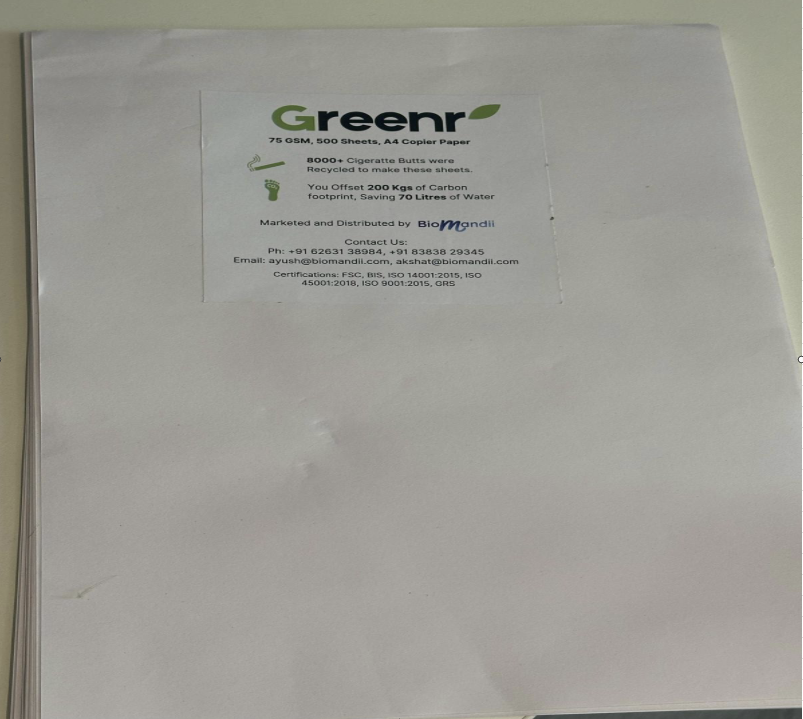 Greenr
75 GSM, 500 Sheets, A4 Copier Paper
8000+ Cigeratte Butts were
Recycled to make these sheets.
You Offset 200 Kgs of Carbon
footprint, Saving 70 Litres of Water
Marketed and Distributed by BioMandii
Contact Us:
Ph: +91 62631 38984, +91 83838 29345
Email: ayush@biomandii.com, akshat@biomandii.com
Certifications: FSC, BIS, ISO 14001:2015, ISO
45001:2018, ISO 9001:2015, GRS